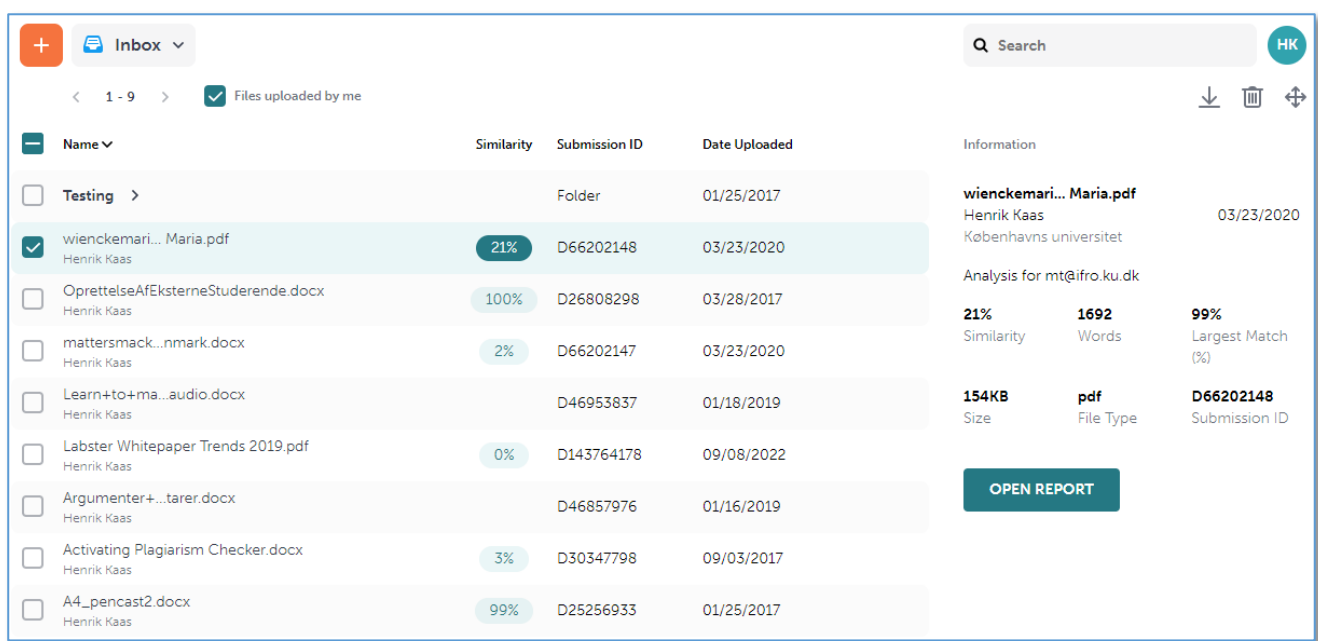 + Inbox
Search
HK
1 - 9
Files uploaded by me
Name Similarity Submission ID Date Uploaded
Testing Folder 01/25/2017
wienckemari... Maria.pdf
Henrik Kaas
21% D66202148 03/23/2020
OprettelseAfEksterneStuderende.docx
Henrik Kaas
100% D26808298 03/28/2017
mattersmack...nmark.docx
Henrik Kaas
2% D66202147 03/23/2020
Learn+to+ma...audio.docx
Henrik Kaas
D46953837 01/18/2019
Labster Whitepaper Trends 2019.pdf
Henrik Kaas
0% D143764178 09/08/2022
Argumenter+...tarer.docx
Henrik Kaas
D46857976 01/16/2019
Activating Plagiarism Checker.docx
Henrik Kaas
3% D30347798 09/03/2017
A4_pencast2.docx
Henrik Kaas
99% D25256933 01/25/2017
Information
wienckemari... Maria.pdf
Henrik Kaas 03/23/2020
Københavns universitet
Analysis for mt@ifro.ku.dk
21% 1692 99%
Similarity Words Largest Match
(%)
154KB pdf D66202148
Size File Type Submission ID
OPEN REPORT